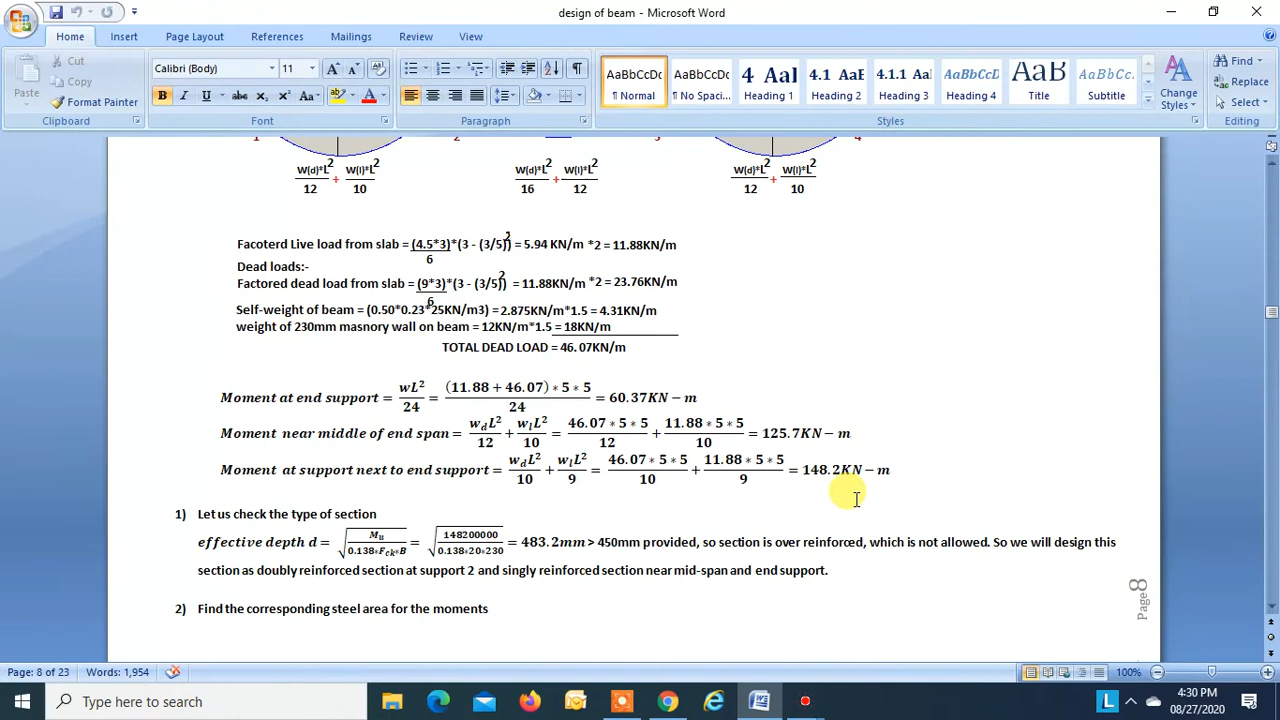 design of beam - Microsoft Word
Home Insert Page Layout References Mailings Review View
Paste
Cut
Copy
Format Painter
Clipboard
Calibri (Body) 11
Font
Paragraph
AaBbCcDc AaBbCcDc 4 AaI 4.1 AaE 4.1.1 Aa AaBbCcD AaB AaBbCc
¶ Normal ¶ No Spaci... Heading 1 Heading 2 Heading 3 Heading 4 Title Subtitle
Change Styles
Styles
Find
Replace
Select
Editing
1 2 3 4
w(d)*L²/12 + w(l)*L²/10 w(d)*L²/16 + w(l)*L²/12 w(d)*L²/12 + w(l)*L²/10
Facoterd Live load from slab = (4.5*3)/6*(3 - (3/5)²) = 5.94 KN/m *2 = 11.88KN/m
Dead loads:-
Factored dead load from slab = (9*3)/6*(3 - (3/5)²) = 11.88KN/m *2 = 23.76KN/m
Self-weight of beam = (0.50*0.23*25KN/m3) = 2.875KN/m*1.5 = 4.31KN/m
weight of 230mm masnory wall on beam = 12KN/m*1.5 = 18KN/m
TOTAL DEAD LOAD = 46.07KN/m
Moment at end support = wL²/24 = (11.88 + 46.07) * 5 * 5/24 = 60.37KN − m
Moment near middle of end span = w_dL²/12 + w_lL²/10 = 46.07 * 5 * 5/12 + 11.88 * 5 * 5/10 = 125.7KN − m
Moment at support next to end support = w_dL²/10 + w_lL²/9 = 46.07 * 5 * 5/10 + 11.88 * 5 * 5/9 = 148.2KN − m
1) Let us check the type of section
effective depth d = √(M_u/0.138*F_ck*B) = √(148200000/0.138*20*230) = 483.2mm > 450mm provided, so section is over reinforced, which is not allowed. So we will design this
section as doubly reinforced section at support 2 and singly reinforced section near mid-span and end support.
2) Find the corresponding steel area for the moments
Page 8
Page: 8 of 23 Words: 1,954 100%
Type here to search
L
4:30 PM
08/27/2020